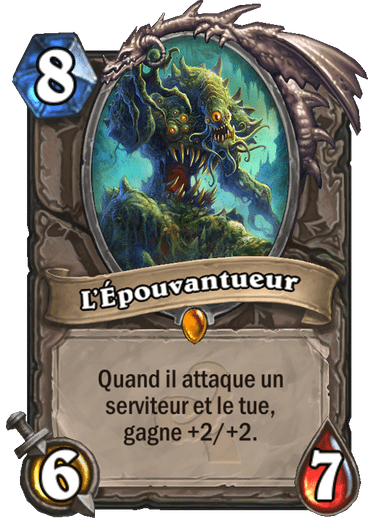 8
L'Épouvantueur
Quand il attaque un
serviteur et le tue,
gagne +2/+2.
6
7